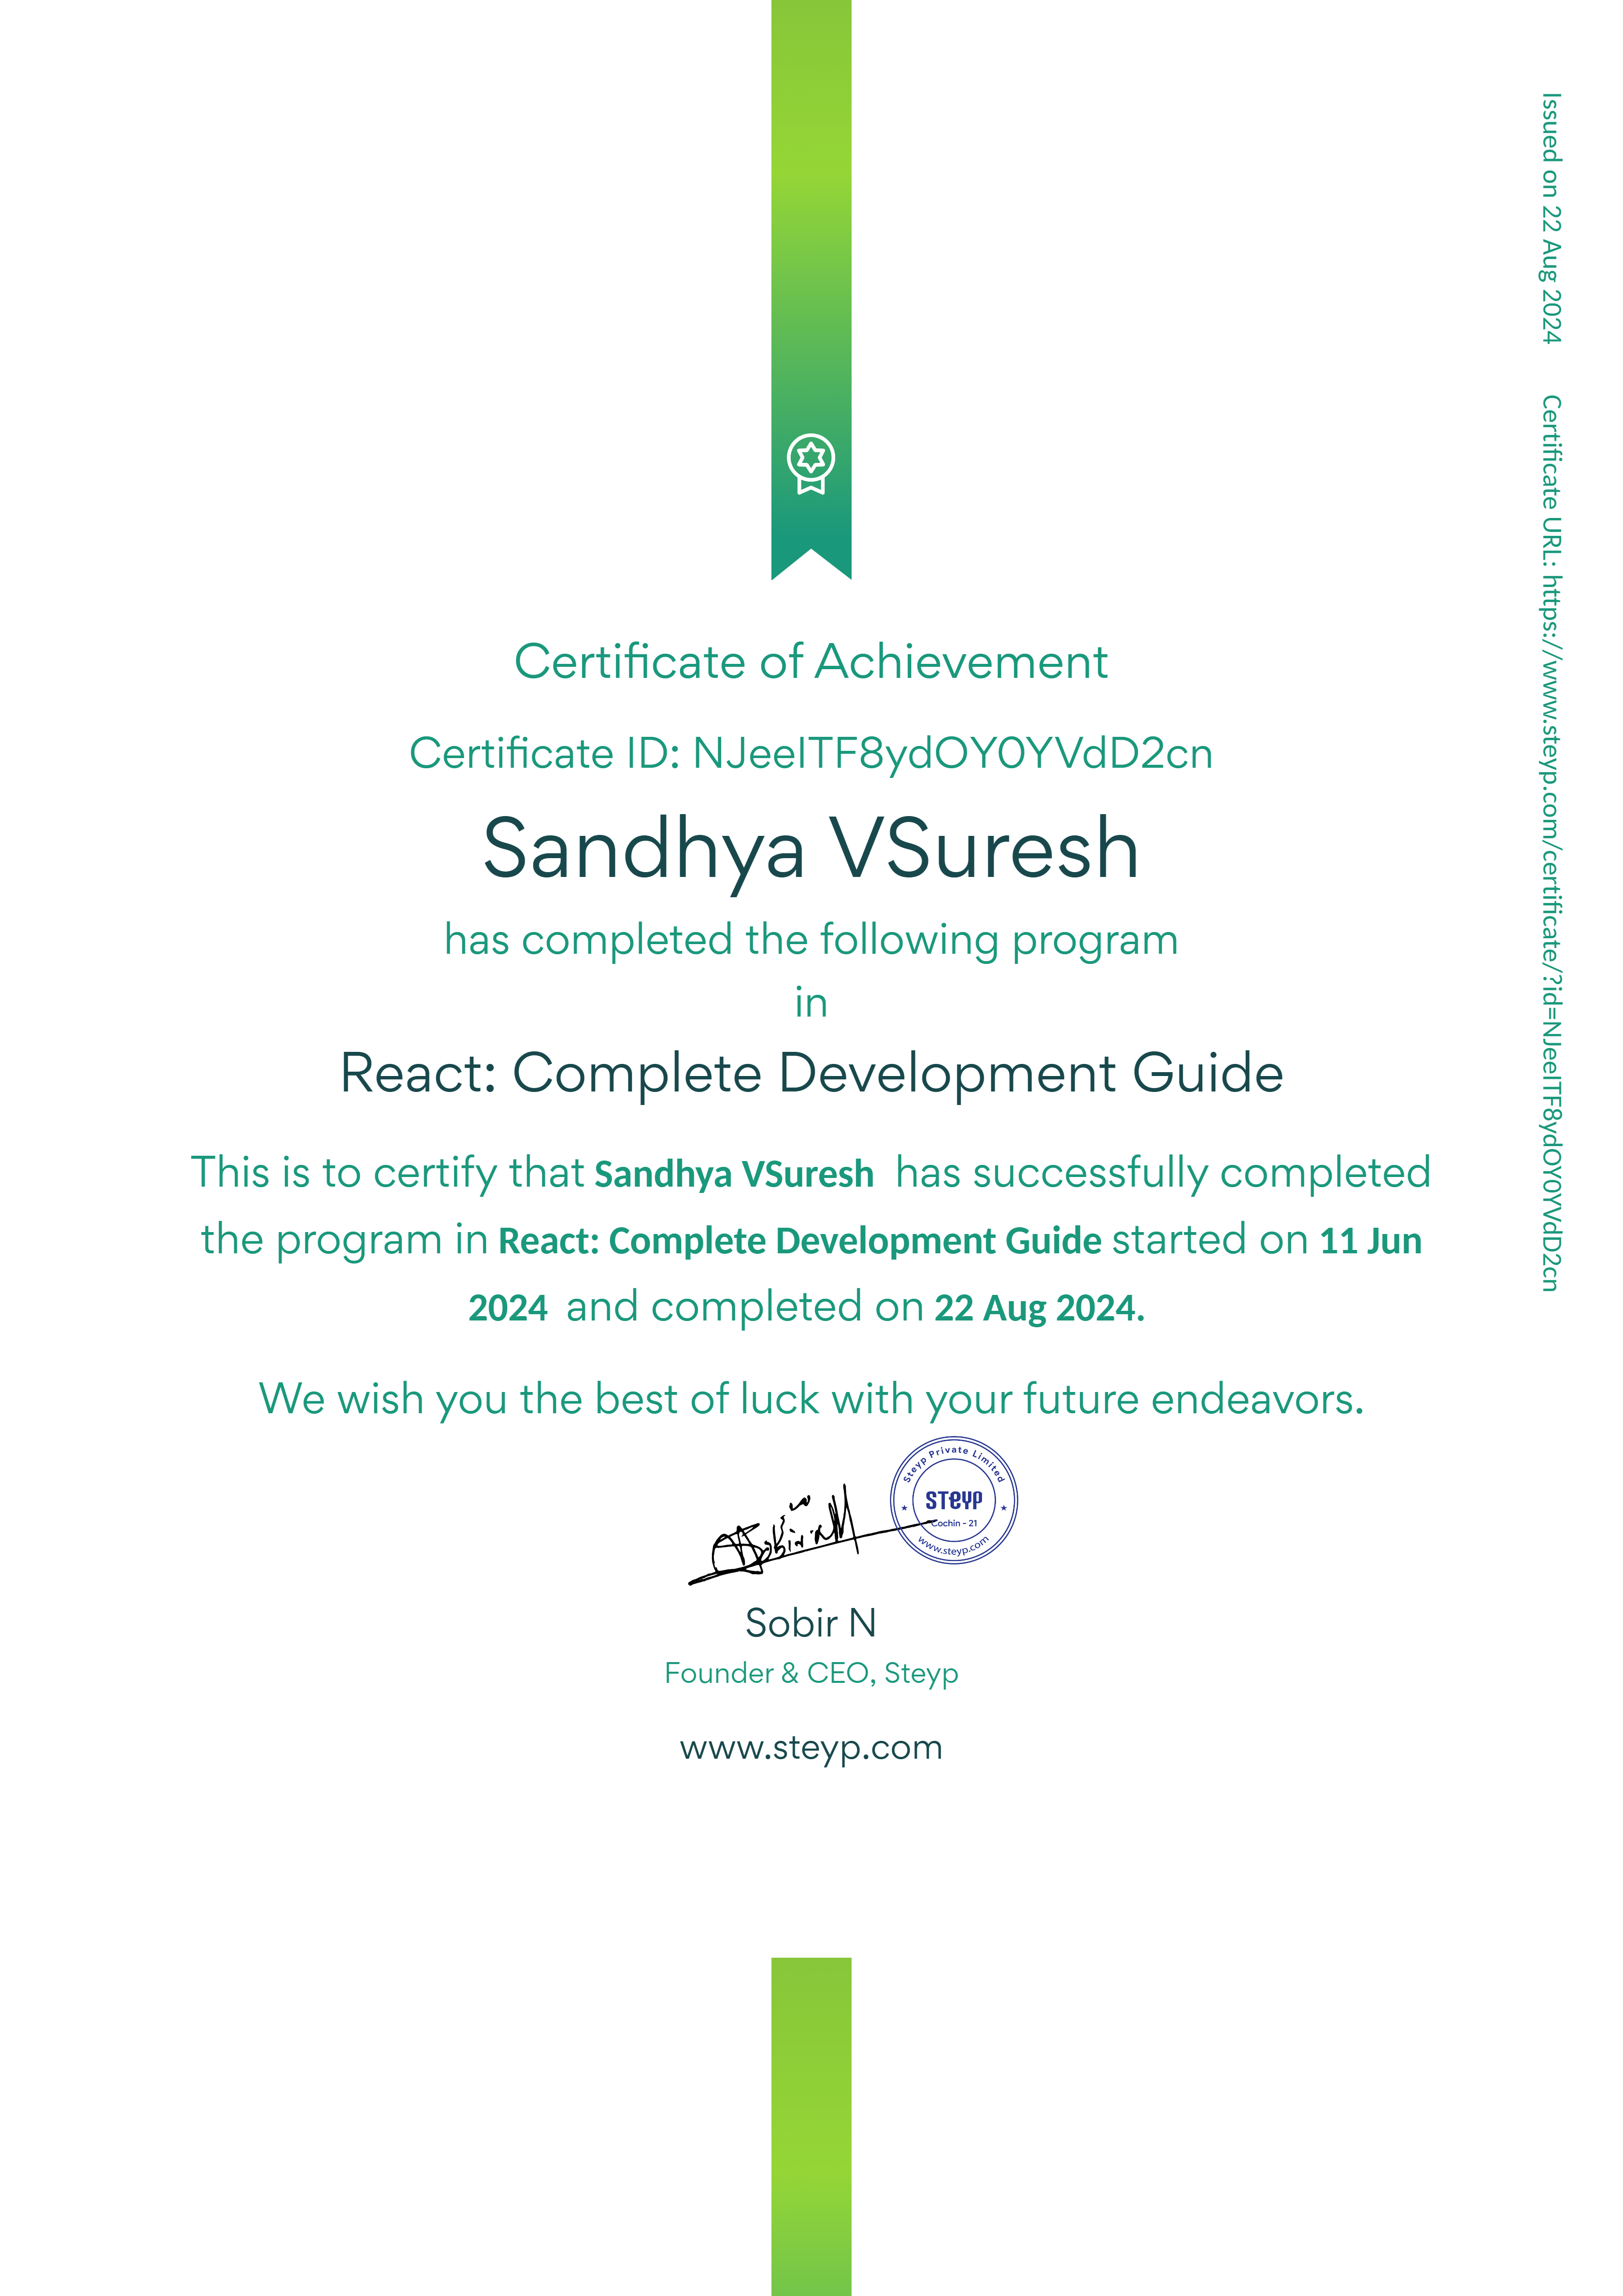 Issued on 22 Aug 2024 Certificate URL: https://www.steyp.com/certificate/?id=NJeeITF8ydOY0YVdD2cn
Certificate of Achievement
Certificate ID: NJeeITF8ydOY0YVdD2cn
Sandhya VSuresh
has completed the following program
in
React: Complete Development Guide
This is to certify that Sandhya VSuresh has successfully completed
the program in React: Complete Development Guide started on 11 Jun
2024 and completed on 22 Aug 2024.
We wish you the best of luck with your future endeavors.
Steyp Private Limited
STEYP
Cochin - 21
www.steyp.com
Sobir N
Founder & CEO, Steyp
www.steyp.com